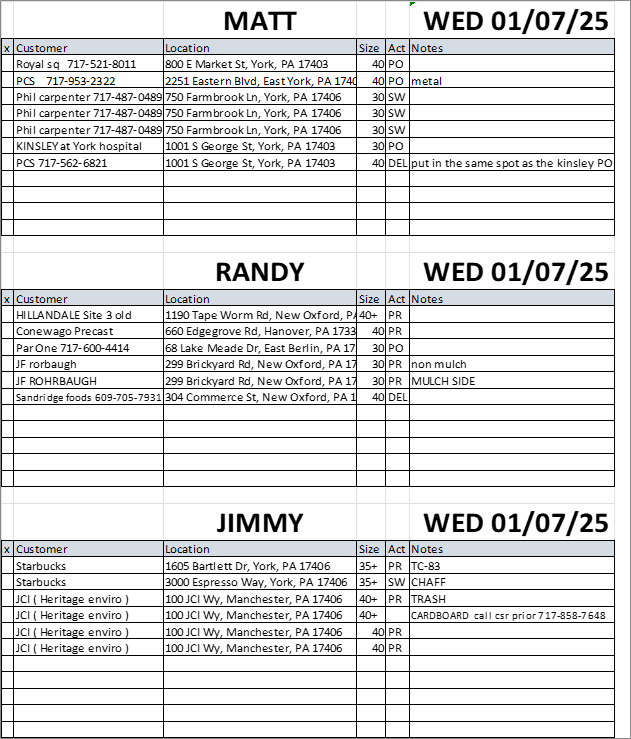 MATT WED 01/07/25
x Customer Location Size Act Notes
Royal sq 717-521-8011 800 E Market St, York, PA 17403 40 PO
PCS 717-953-2322 2251 Eastern Blvd, East York, PA 1740 40 PO metal
Phil carpenter 717-487-0489 750 Farmbrook Ln, York, PA 17406 30 SW
Phil carpenter 717-487-0489 750 Farmbrook Ln, York, PA 17406 30 SW
Phil carpenter 717-487-0489 750 Farmbrook Ln, York, PA 17406 30 SW
KINSLEY at York hospital 1001 S George St, York, PA 17403 30 PO
PCS 717-562-6821 1001 S George St, York, PA 17403 40 DEL put in the same spot as the kinsley PO
RANDY WED 01/07/25
x Customer Location Size Act Notes
HILLANDALE Site 3 old 1190 Tape Worm Rd, New Oxford, PA 40+ PR
Conewago Precast 660 Edgegrove Rd, Hanover, PA 1733 40 PR
Par One 717-600-4414 68 Lake Meade Dr, East Berlin, PA 17 30 PO
JF rorbaugh 299 Brickyard Rd, New Oxford, PA 17 30 PR non mulch
JF ROHRBAUGH 299 Brickyard Rd, New Oxford, PA 17 30 PR MULCH SIDE
Sandridge foods 609-705-7931 304 Commerce St, New Oxford, PA 1 40 DEL
JIMMY WED 01/07/25
x Customer Location Size Act Notes
Starbucks 1605 Bartlett Dr, York, PA 17406 35+ PR TC-83
Starbucks 3000 Espresso Way, York, PA 17406 35+ SW CHAFF
JCI ( Heritage enviro ) 100 JCI Wy, Manchester, PA 17406 40+ PR TRASH
JCI ( Heritage enviro ) 100 JCI Wy, Manchester, PA 17406 40+ CARDBOARD call csr prior 717-858-7648
JCI ( Heritage enviro ) 100 JCI Wy, Manchester, PA 17406 40 PR
JCI ( Heritage enviro ) 100 JCI Wy, Manchester, PA 17406 40 PR